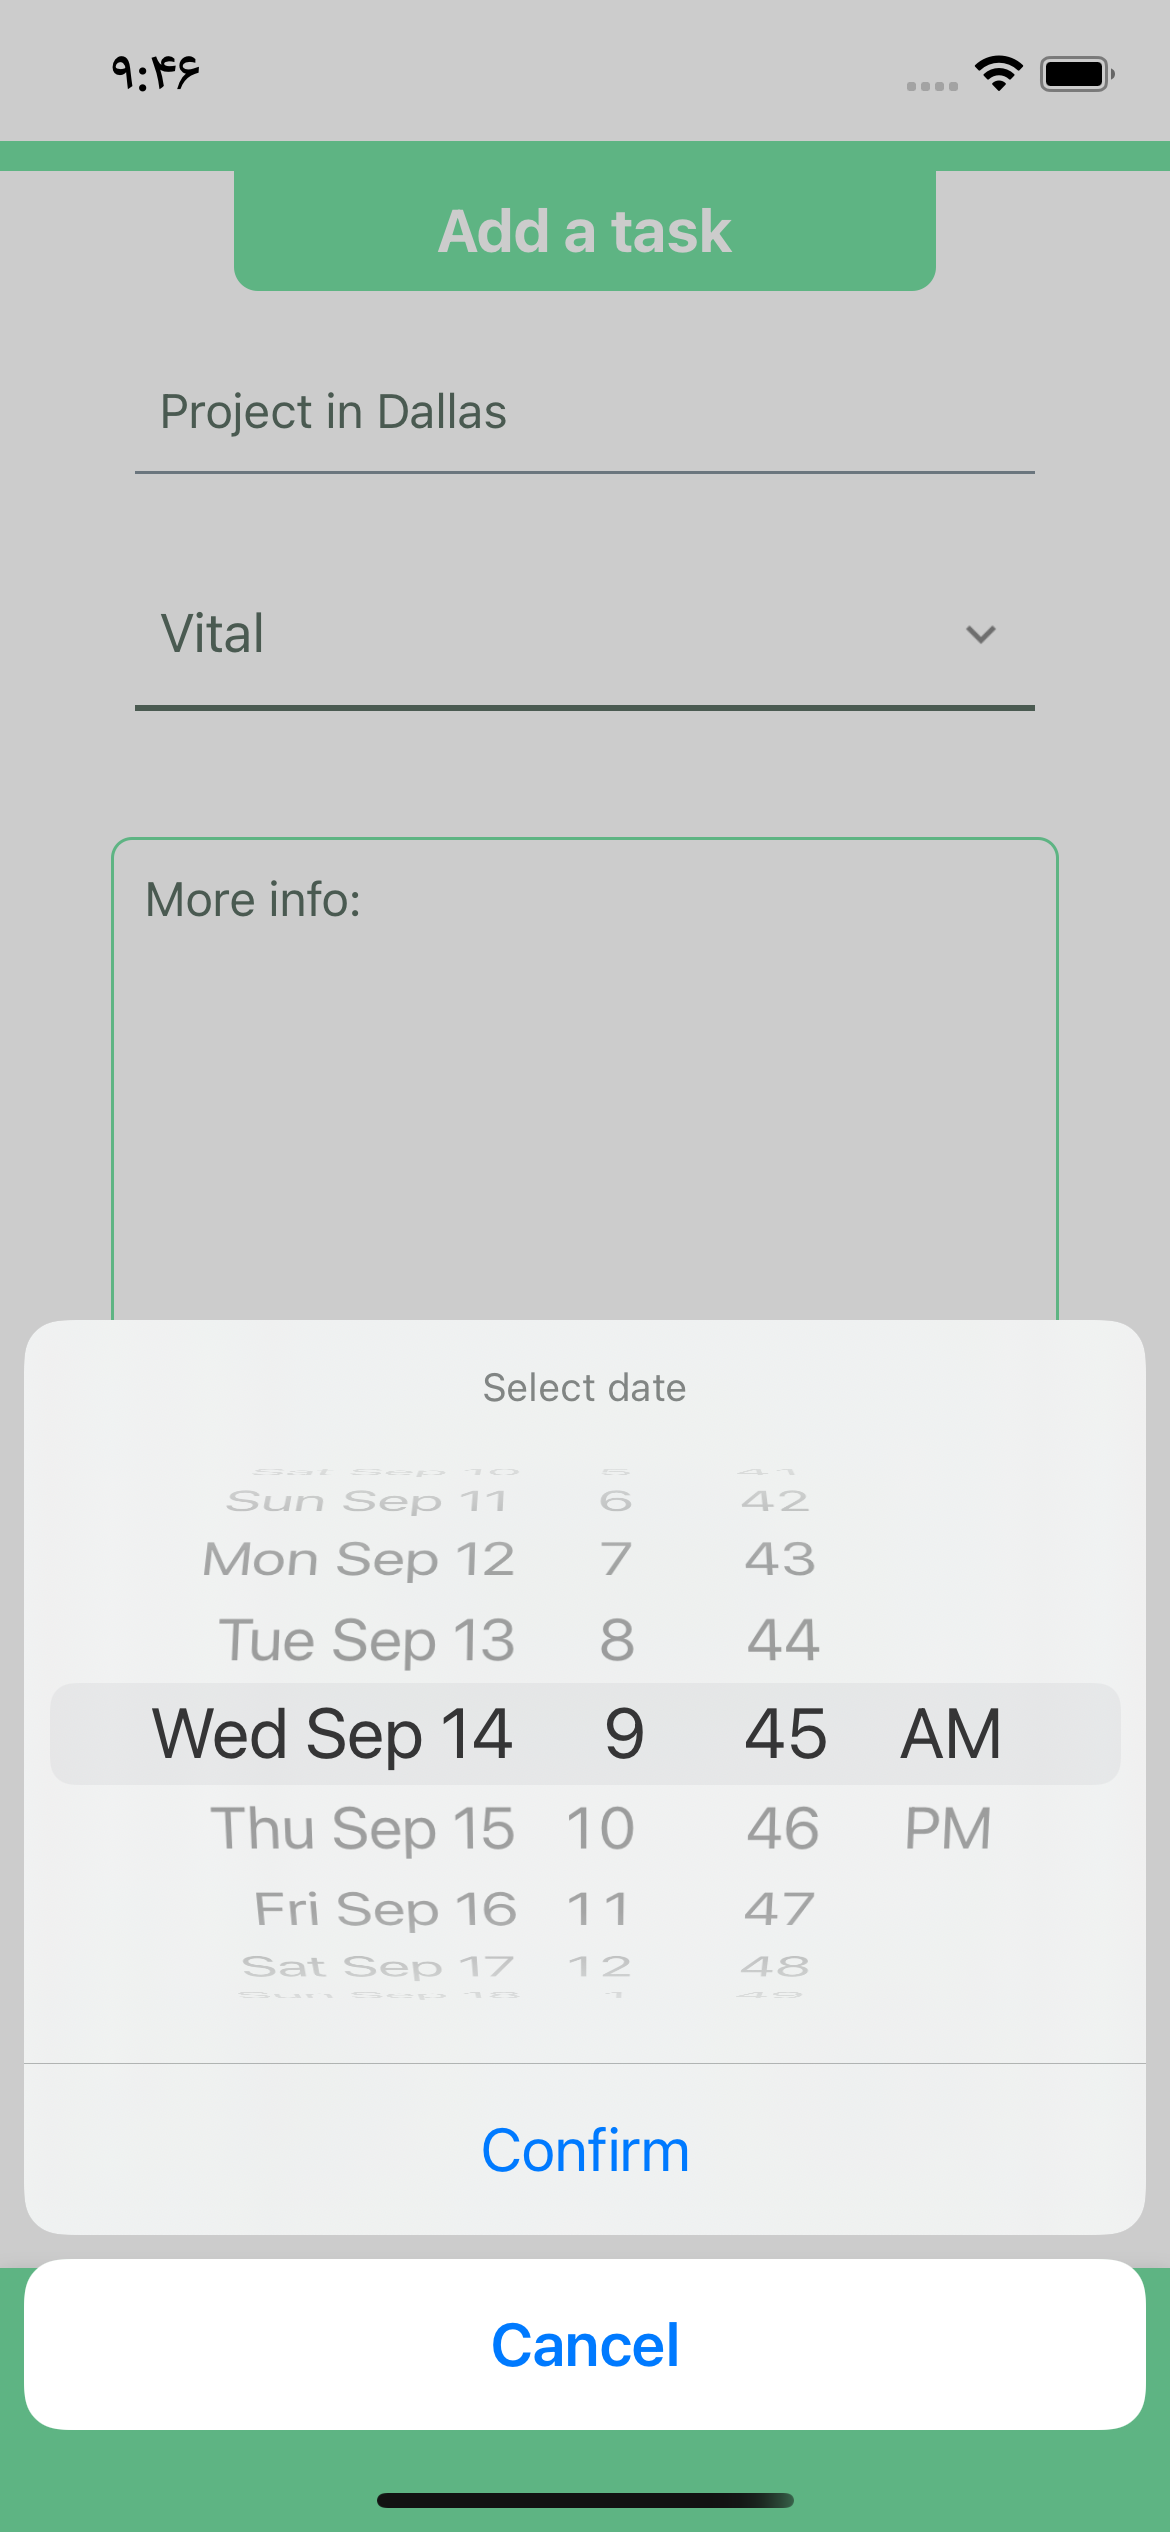 ۹:۴۶
Add a task
Project in Dallas
Vital
More info:
Select date
Sat Sep 10 5 41
Sun Sep 11 6 42
Mon Sep 12 7 43
Tue Sep 13 8 44
Wed Sep 14 9 45 AM
Thu Sep 15 10 46 PM
Fri Sep 16 11 47
Sat Sep 17 12 48
Sun Sep 18 1 49
Confirm
Cancel